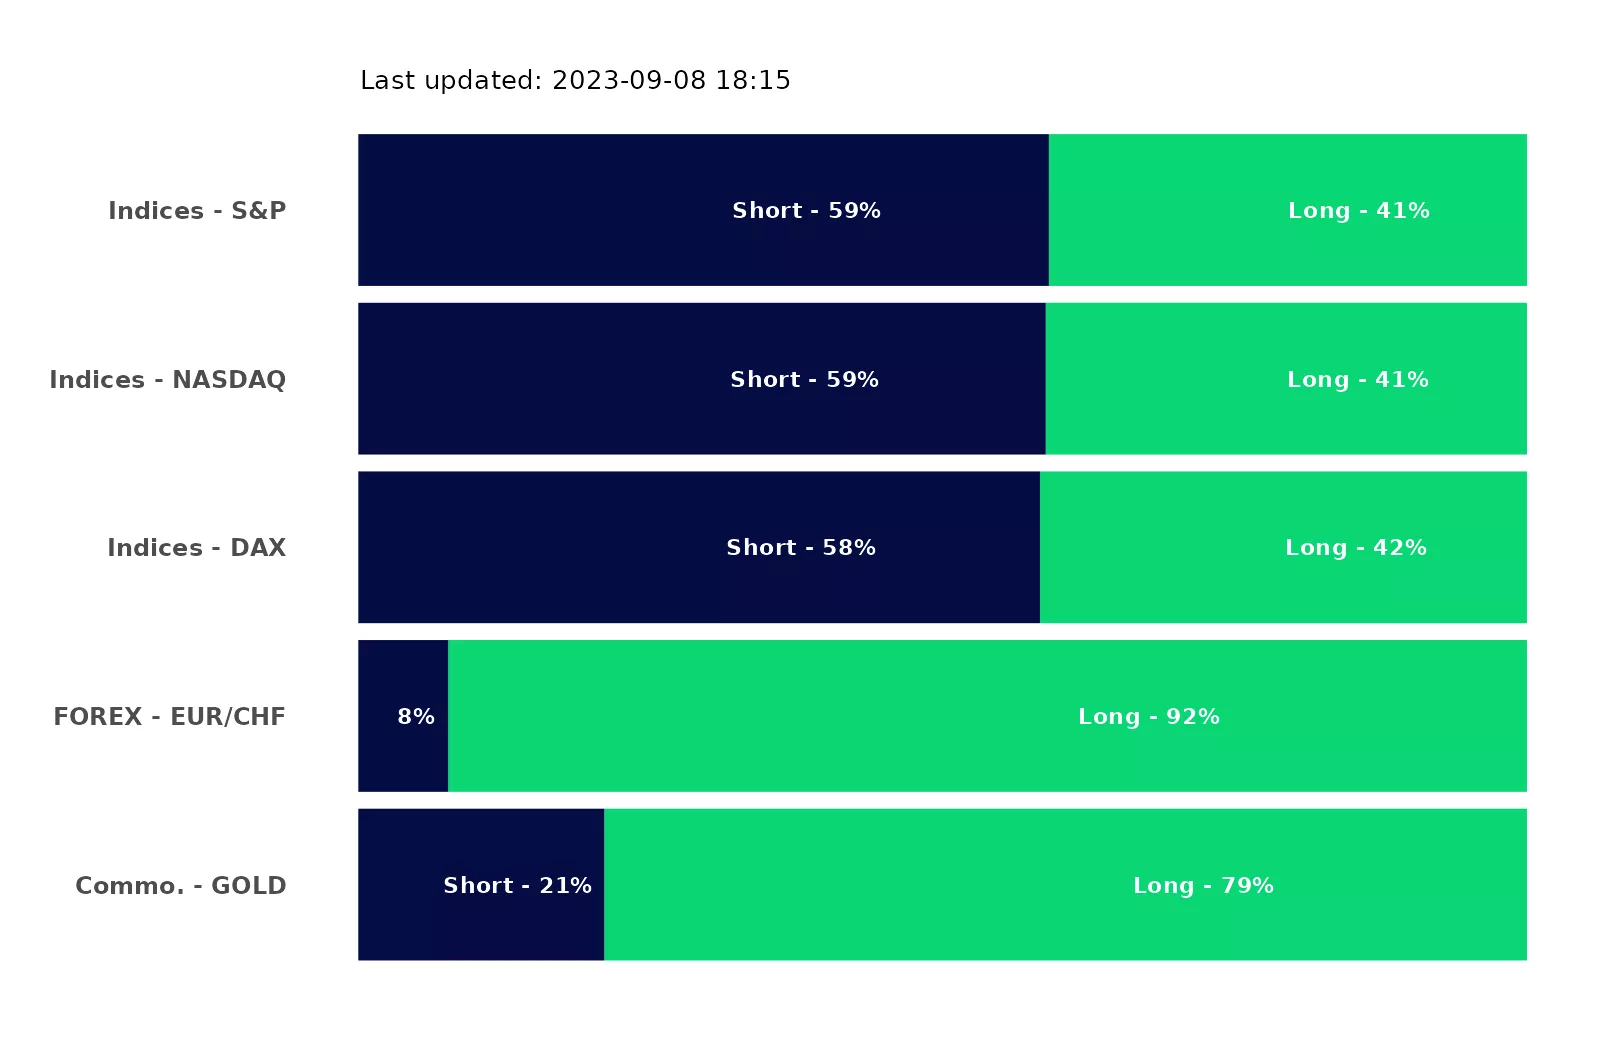 Last updated: 2023-09-08 18:15
Indices - S&P Short - 59% Long - 41%
Indices - NASDAQ Short - 59% Long - 41%
Indices - DAX Short - 58% Long - 42%
FOREX - EUR/CHF 8% Long - 92%
Commo. - GOLD Short - 21% Long - 79%